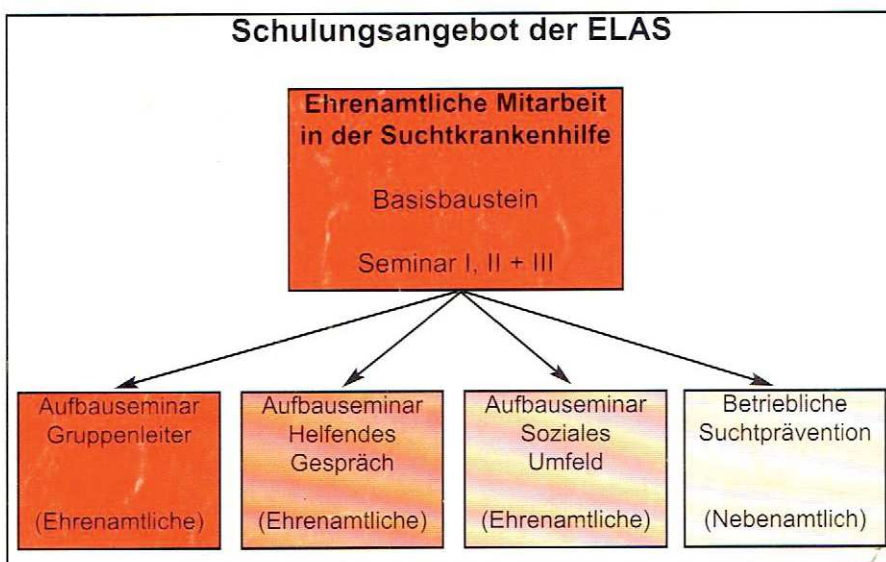 Schulungsangebot der ELAS
Ehrenamtliche Mitarbeit
in der Suchtkrankenhilfe
Basisbaustein
Seminar I, II + III
Aufbauseminar
Gruppenleiter
(Ehrenamtliche)
Aufbauseminar
Helfendes
Gespräch
(Ehrenamtliche)
Aufbauseminar
Soziales
Umfeld
(Ehrenamtliche)
Betriebliche
Suchtprävention
(Nebenamtlich)